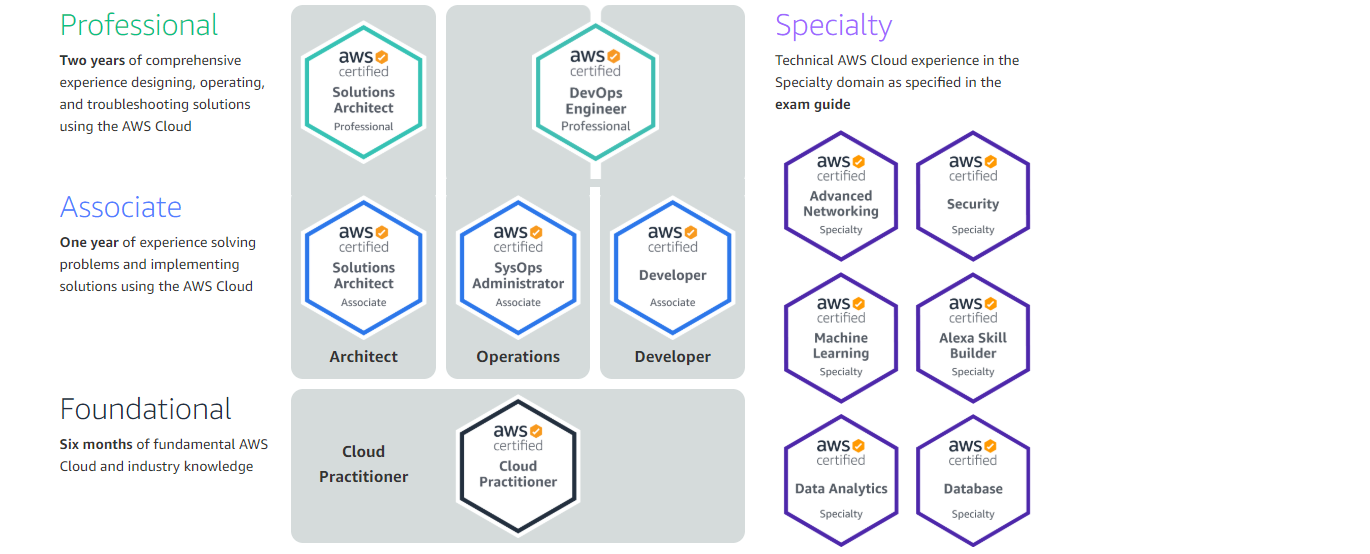 Professional
Two years of comprehensive
experience designing, operating,
and troubleshooting solutions
using the AWS Cloud
aws
certified
Solutions
Architect
Professional
aws
certified
DevOps
Engineer
Professional
Associate
One year of experience solving
problems and implementing
solutions using the AWS Cloud
aws
certified
Solutions
Architect
Associate
aws
certified
SysOps
Administrator
Associate
aws
certified
Developer
Associate
Architect
Operations
Developer
Foundational
Six months of fundamental AWS
Cloud and industry knowledge
Cloud
Practitioner
aws
certified
Cloud
Practitioner
Specialty
Technical AWS Cloud experience in the
Specialty domain as specified in the
exam guide
aws
certified
Advanced
Networking
Specialty
aws
certified
Security
Specialty
aws
certified
Machine
Learning
Specialty
aws
certified
Alexa Skill
Builder
Specialty
aws
certified
Data Analytics
Specialty
aws
certified
Database
Specialty